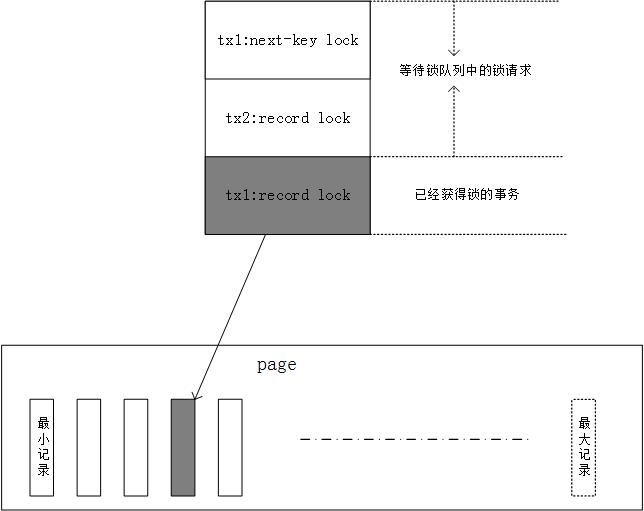 tx1:next-key lock
等待锁队列中的锁请求
tx2:record lock
tx1:record lock
已经获得锁的事务
page
最小记录
最大记录